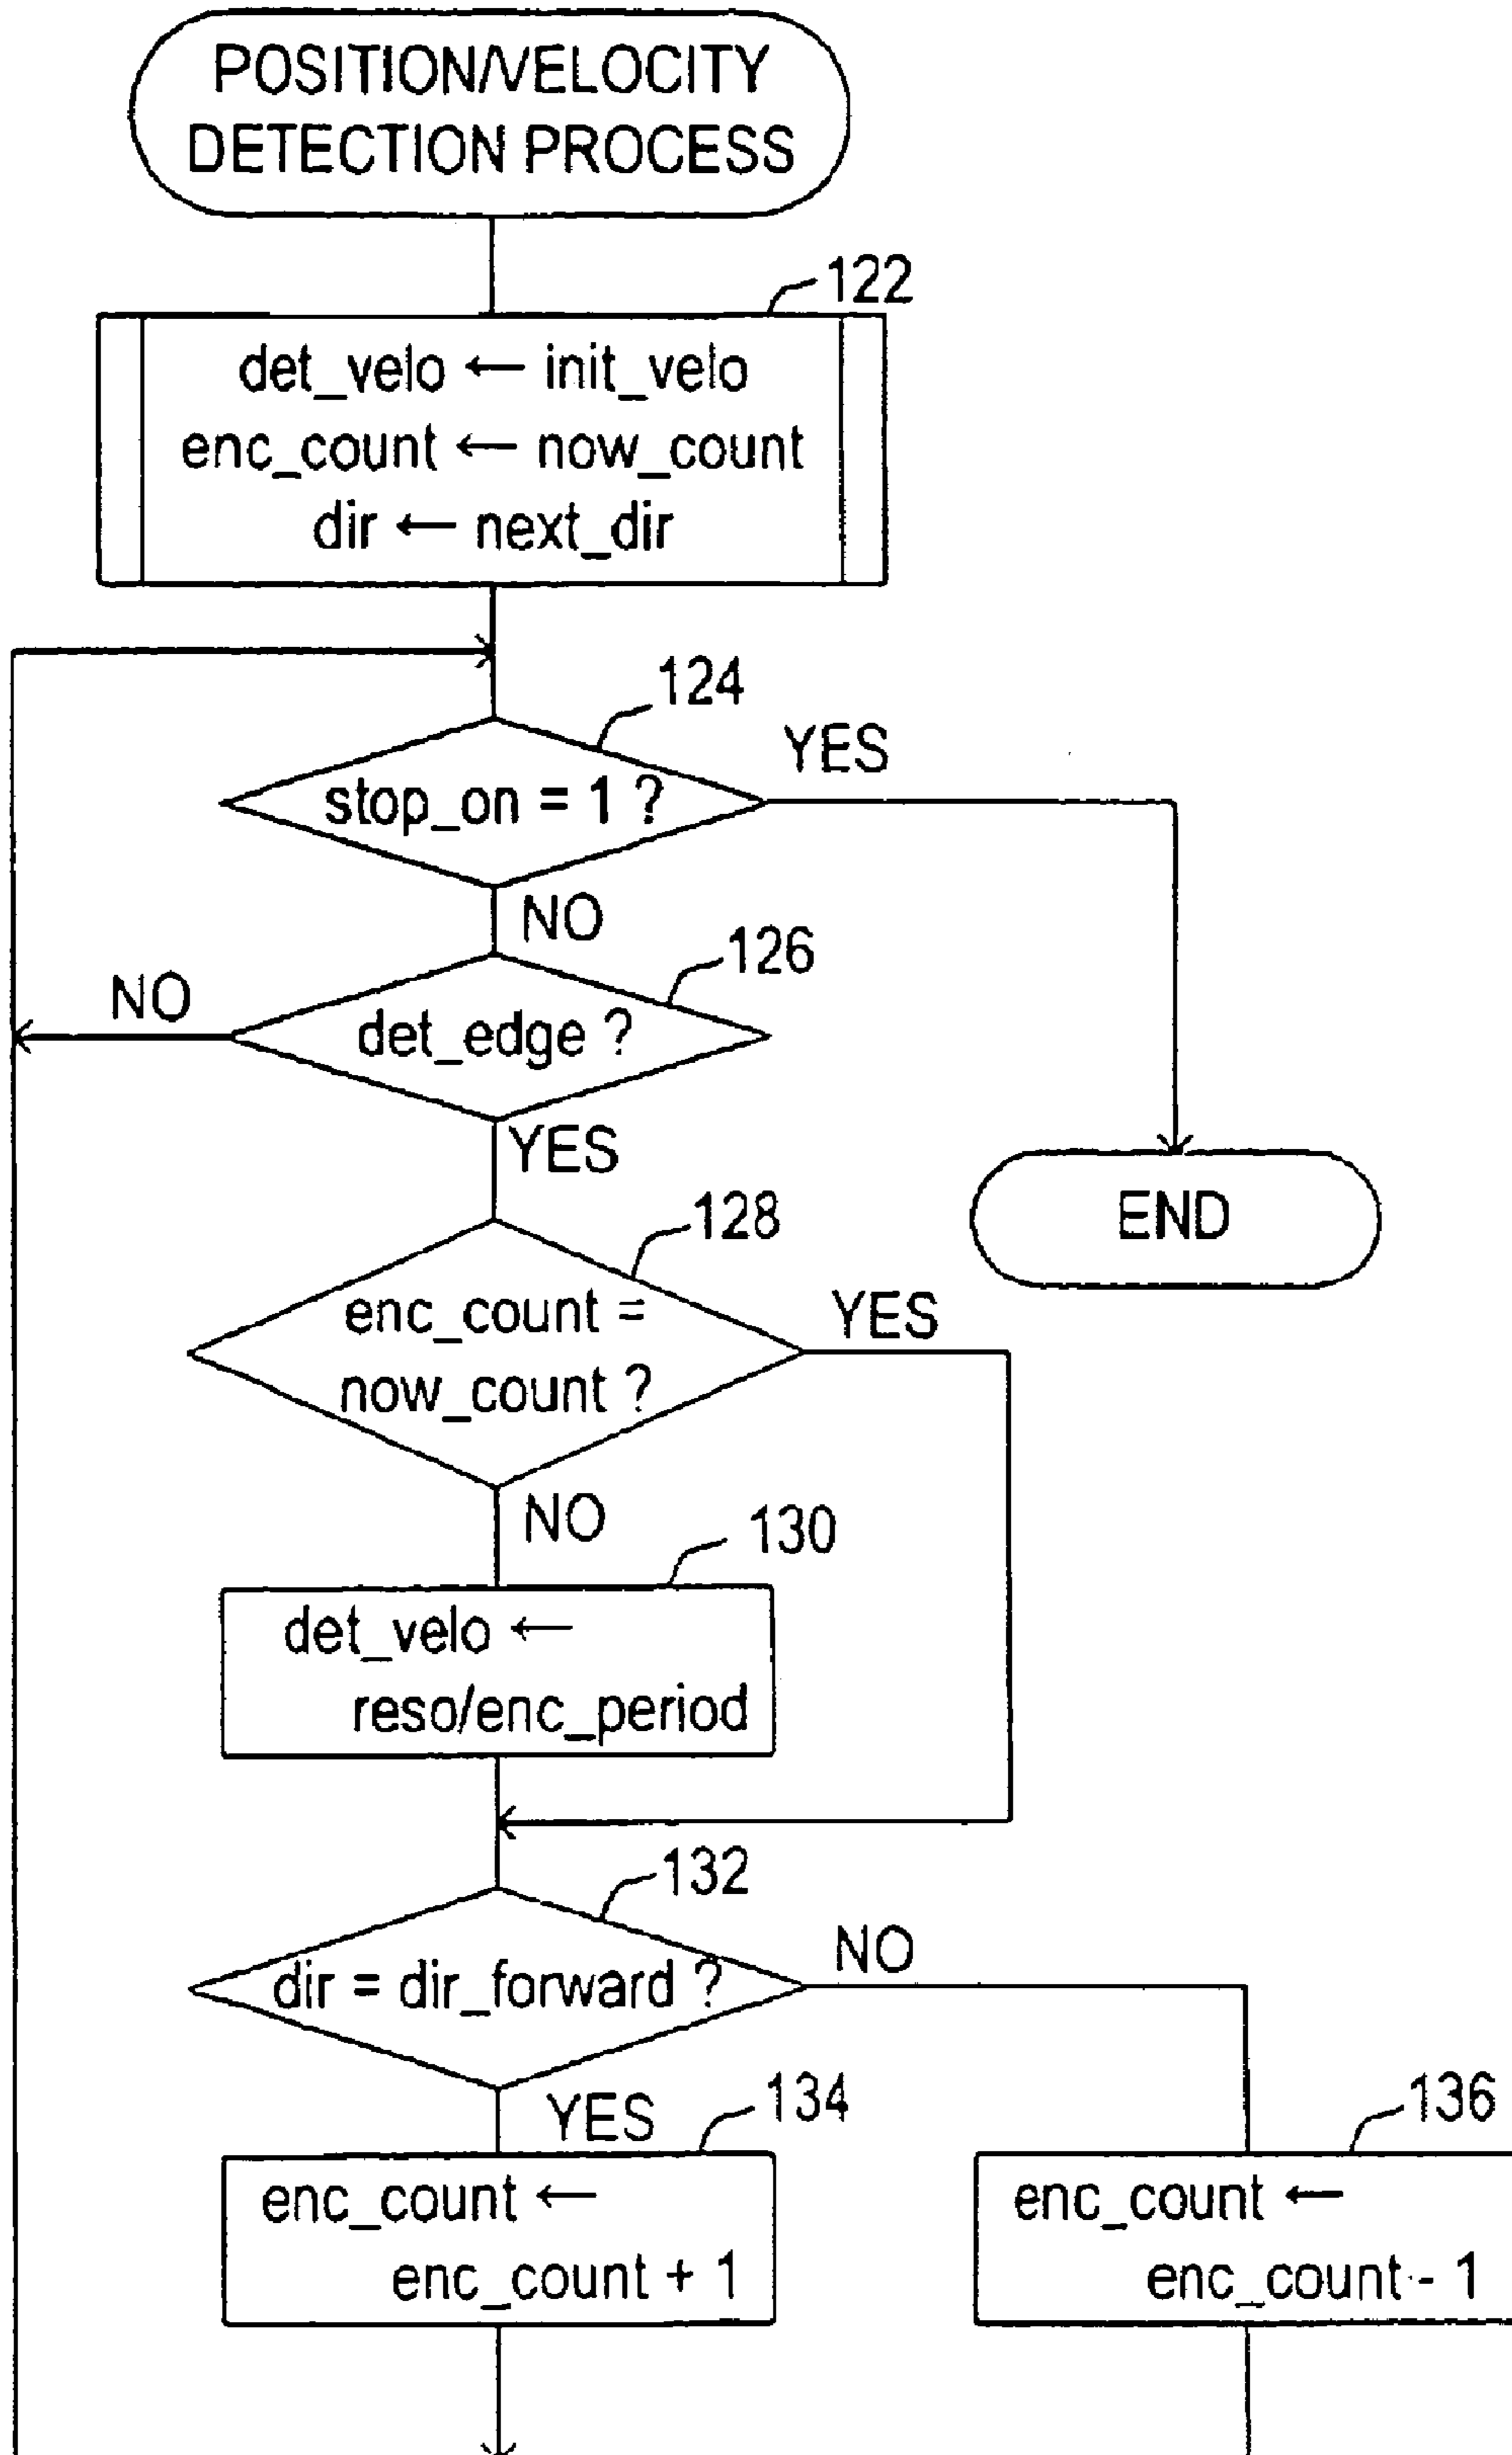 POSITION/VELOCITY
DETECTION PROCESS
122
det_velo ← init_velo
enc_count ← now_count
dir ← next_dir
124
stop_on = 1 ?
YES
NO
126
det_edge ?
NO
YES
END
128
enc_count =
now_count ?
YES
NO
130
det_velo ←
reso/enc_period
132
dir = dir_forward ?
NO
YES
134
enc_count ←
enc_count + 1
136
enc_count ←
enc_count - 1